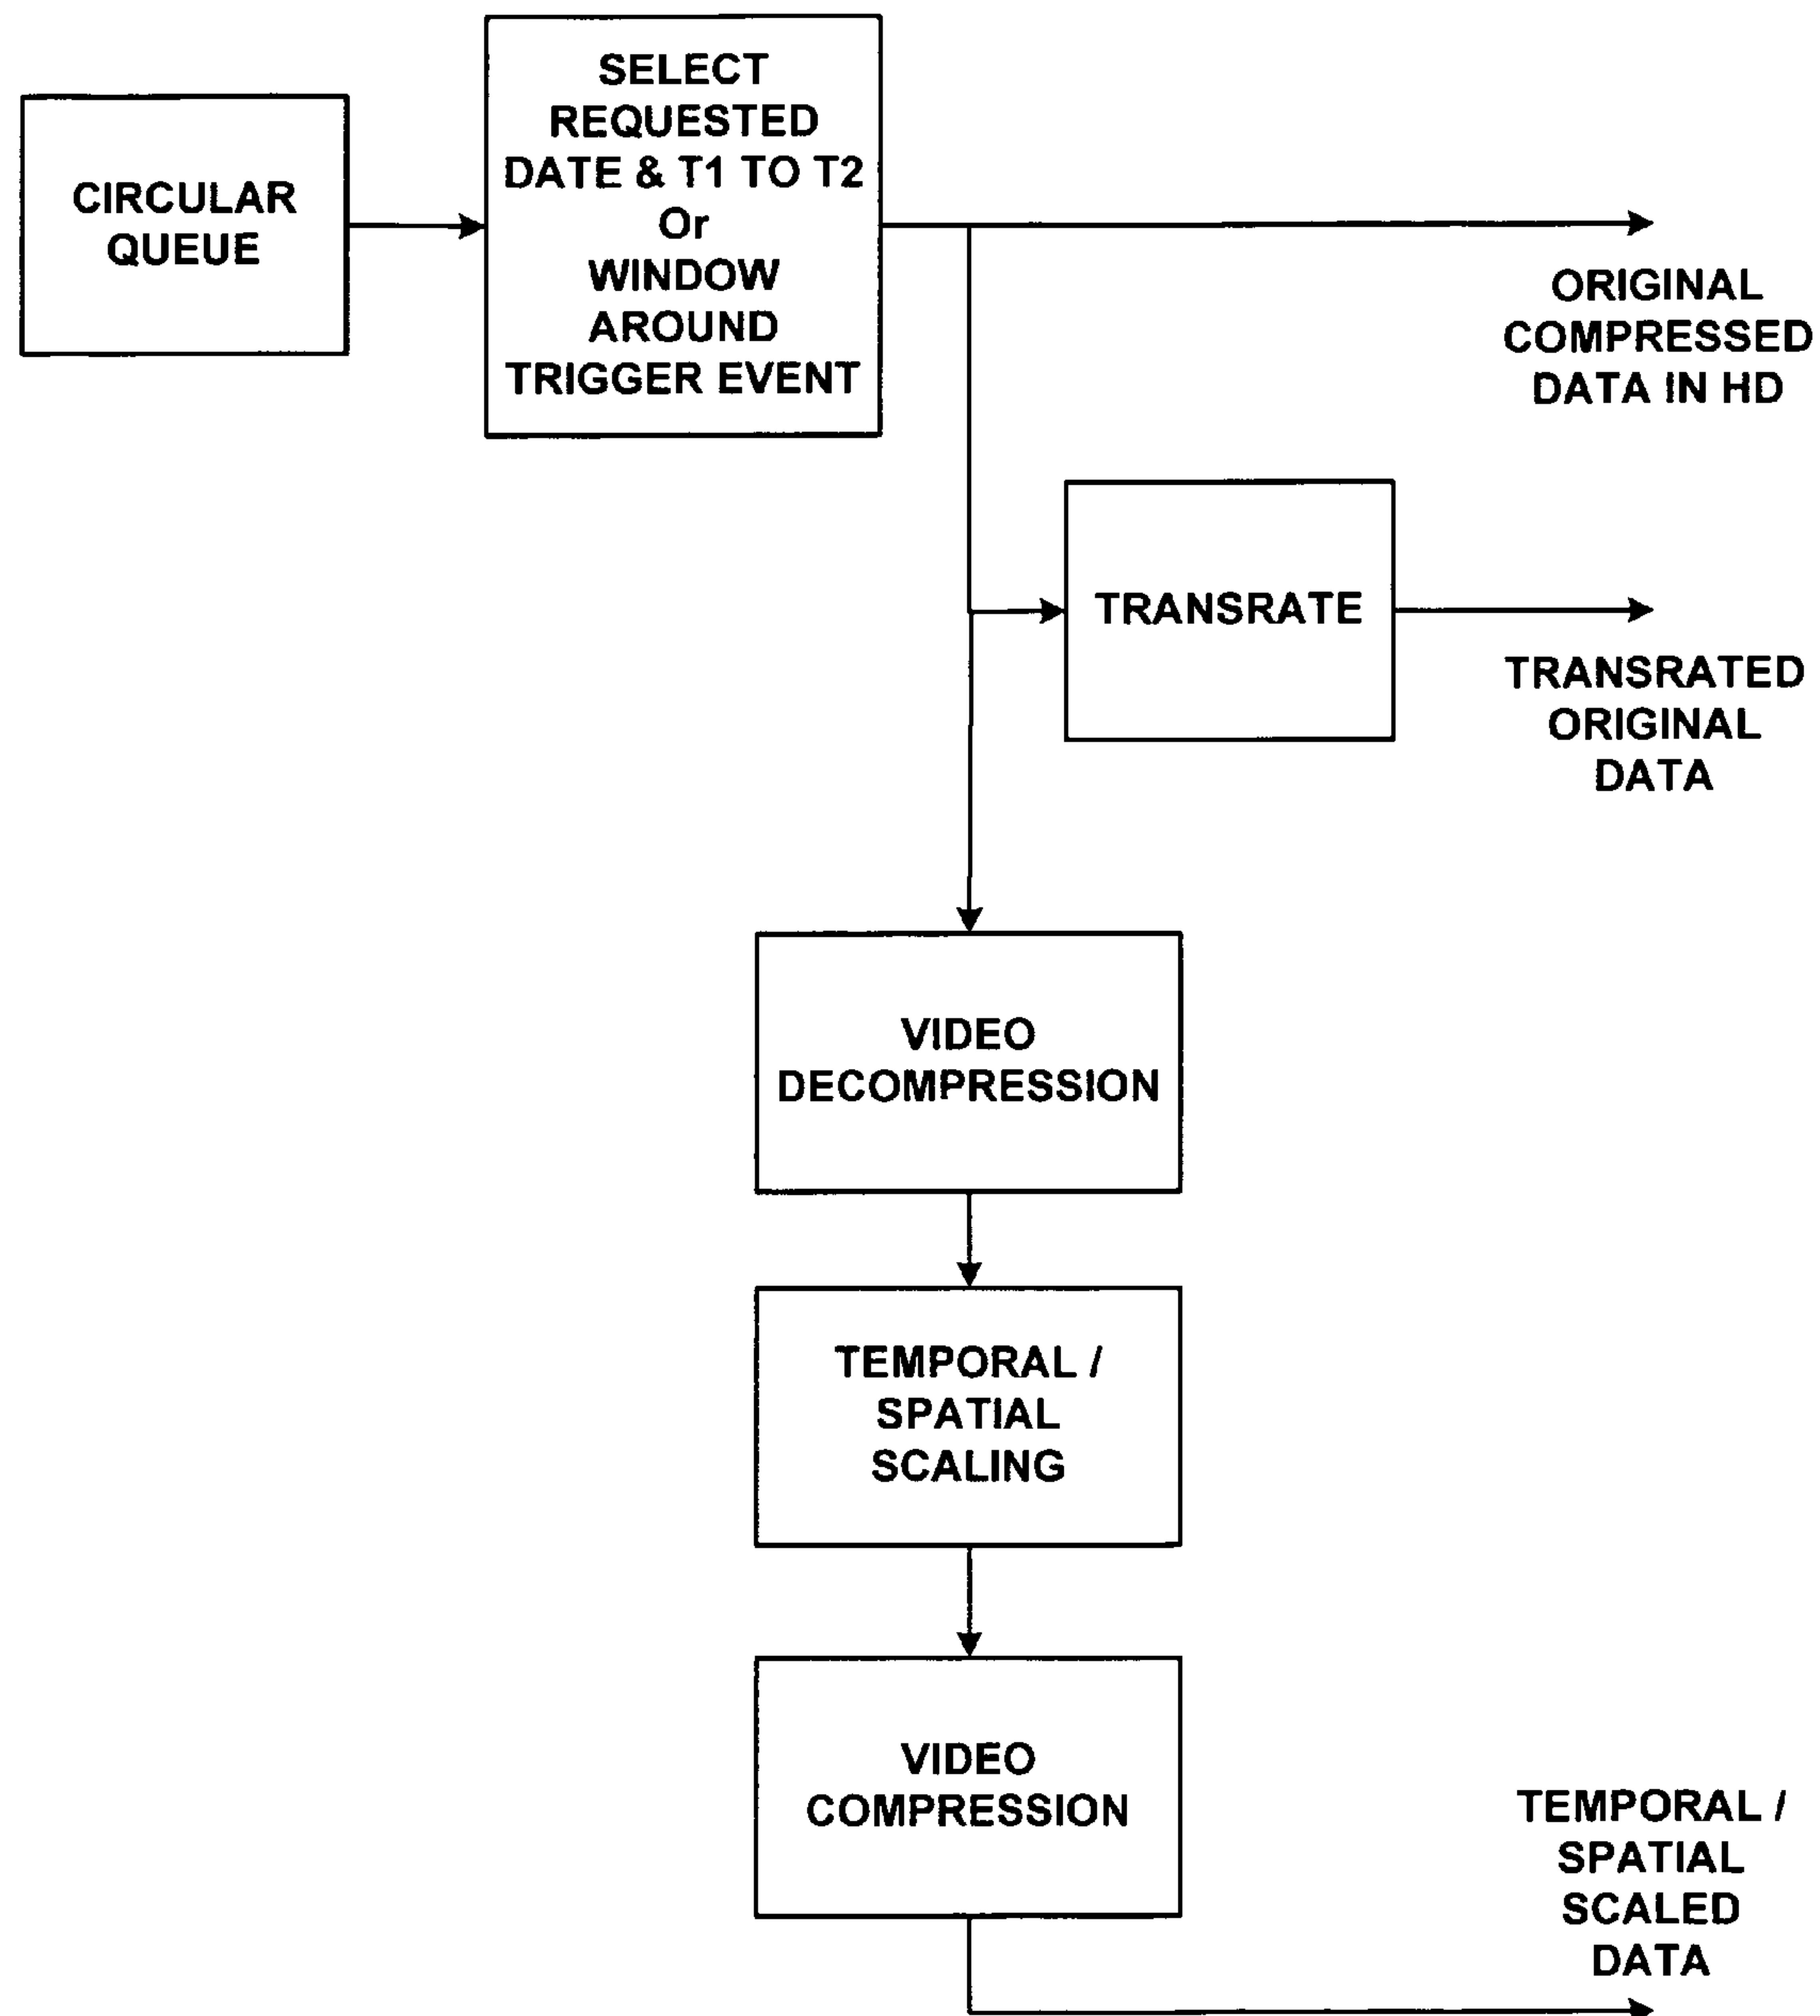 CIRCULAR
QUEUE
SELECT
REQUESTED
DATE & T1 TO T2
Or
WINDOW
AROUND
TRIGGER EVENT
ORIGINAL
COMPRESSED
DATA IN HD
TRANSRATE
TRANSRATED
ORIGINAL
DATA
VIDEO
DECOMPRESSION
TEMPORAL /
SPATIAL
SCALING
VIDEO
COMPRESSION
TEMPORAL /
SPATIAL
SCALED
DATA